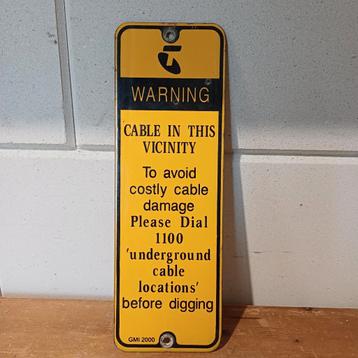 WARNING
CABLE IN THIS
VICINITY
To avoid
costly cable
damage
Please Dial
1100
'underground
cable
locations'
before digging
GMI 2000